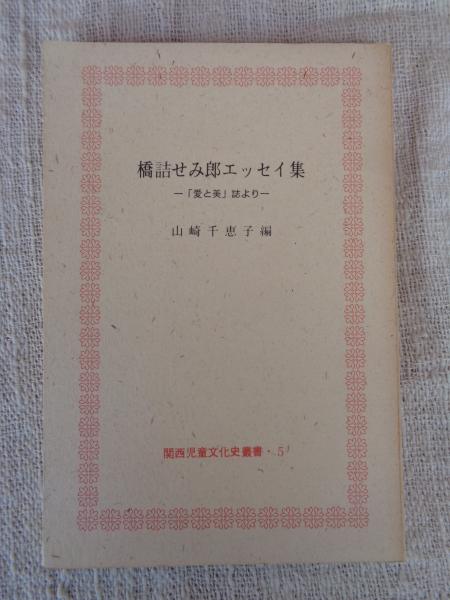 橋詰せみ郎エッセイ集
―「愛と美」誌より―
山崎千恵子編
関西児童文化史叢書・5